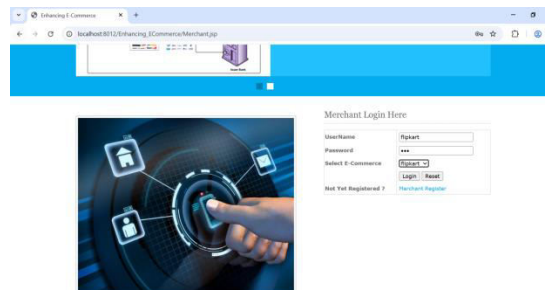 Enhancing E Commerce
localhost:8012/Enhancing_ECommerce/Merchant.jsp
Merchant Login Here
UserName flipkart
Password •••
Select E-Commerce flipkart
Login Reset
Not Yet Registered ? Merchant Register